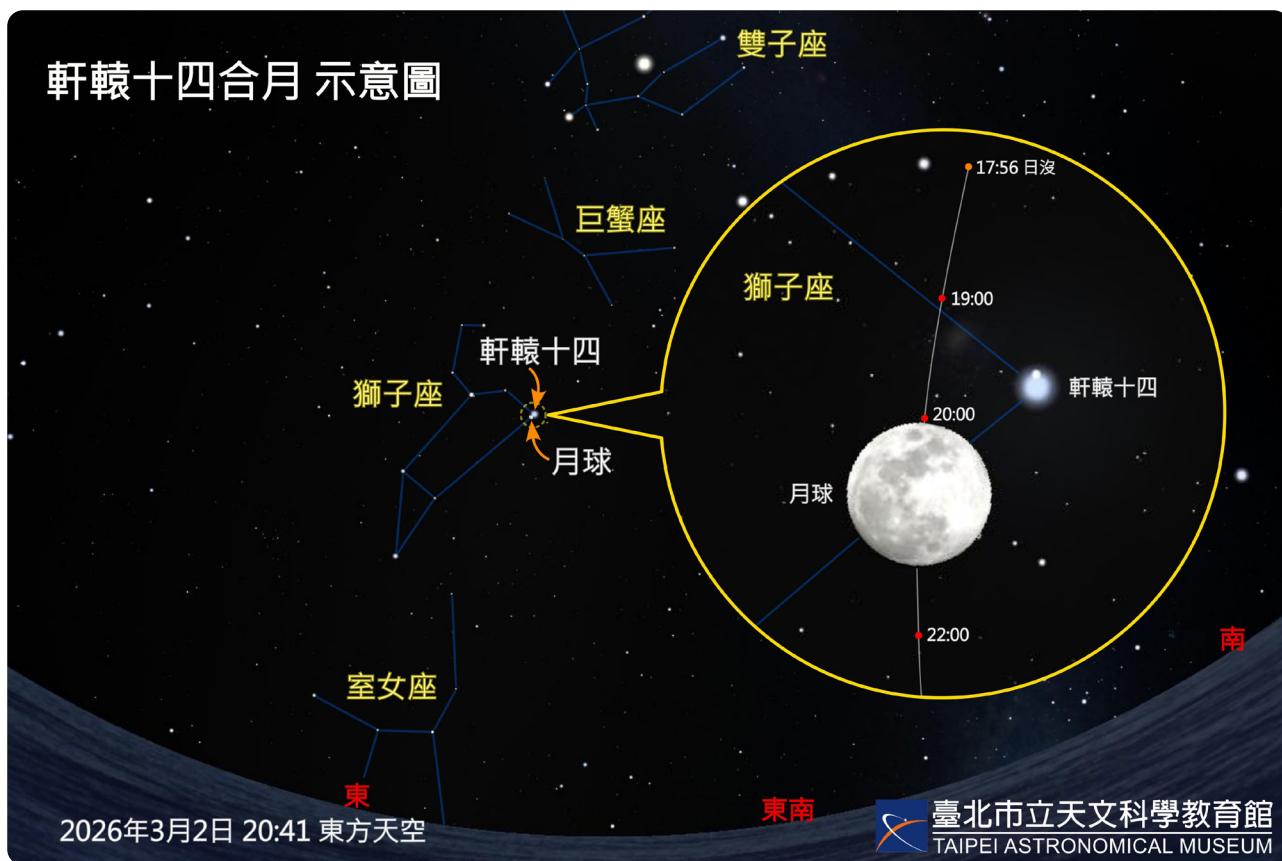 軒轅十四合月 示意圖
雙子座
17:56 日沒
巨蟹座
獅子座
19:00
軒轅十四
獅子座
軒轅十四
20:00
月球
月球
22:00
南
室女座
東
東南
2026年3月2日 20:41 東方天空
臺北市立天文科學教育館
TAIPEI ASTRONOMICAL MUSEUM